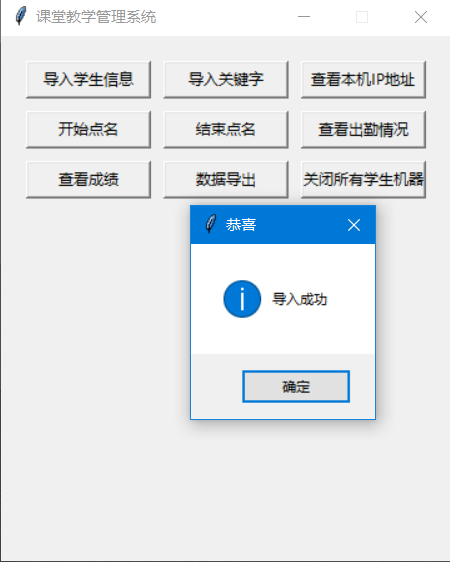 课堂教学管理系统
导入学生信息
导入关键字
查看本机IP地址
开始点名
结束点名
查看出勤情况
查看成绩
数据导出
关闭所有学生机器
恭喜
导入成功
确定